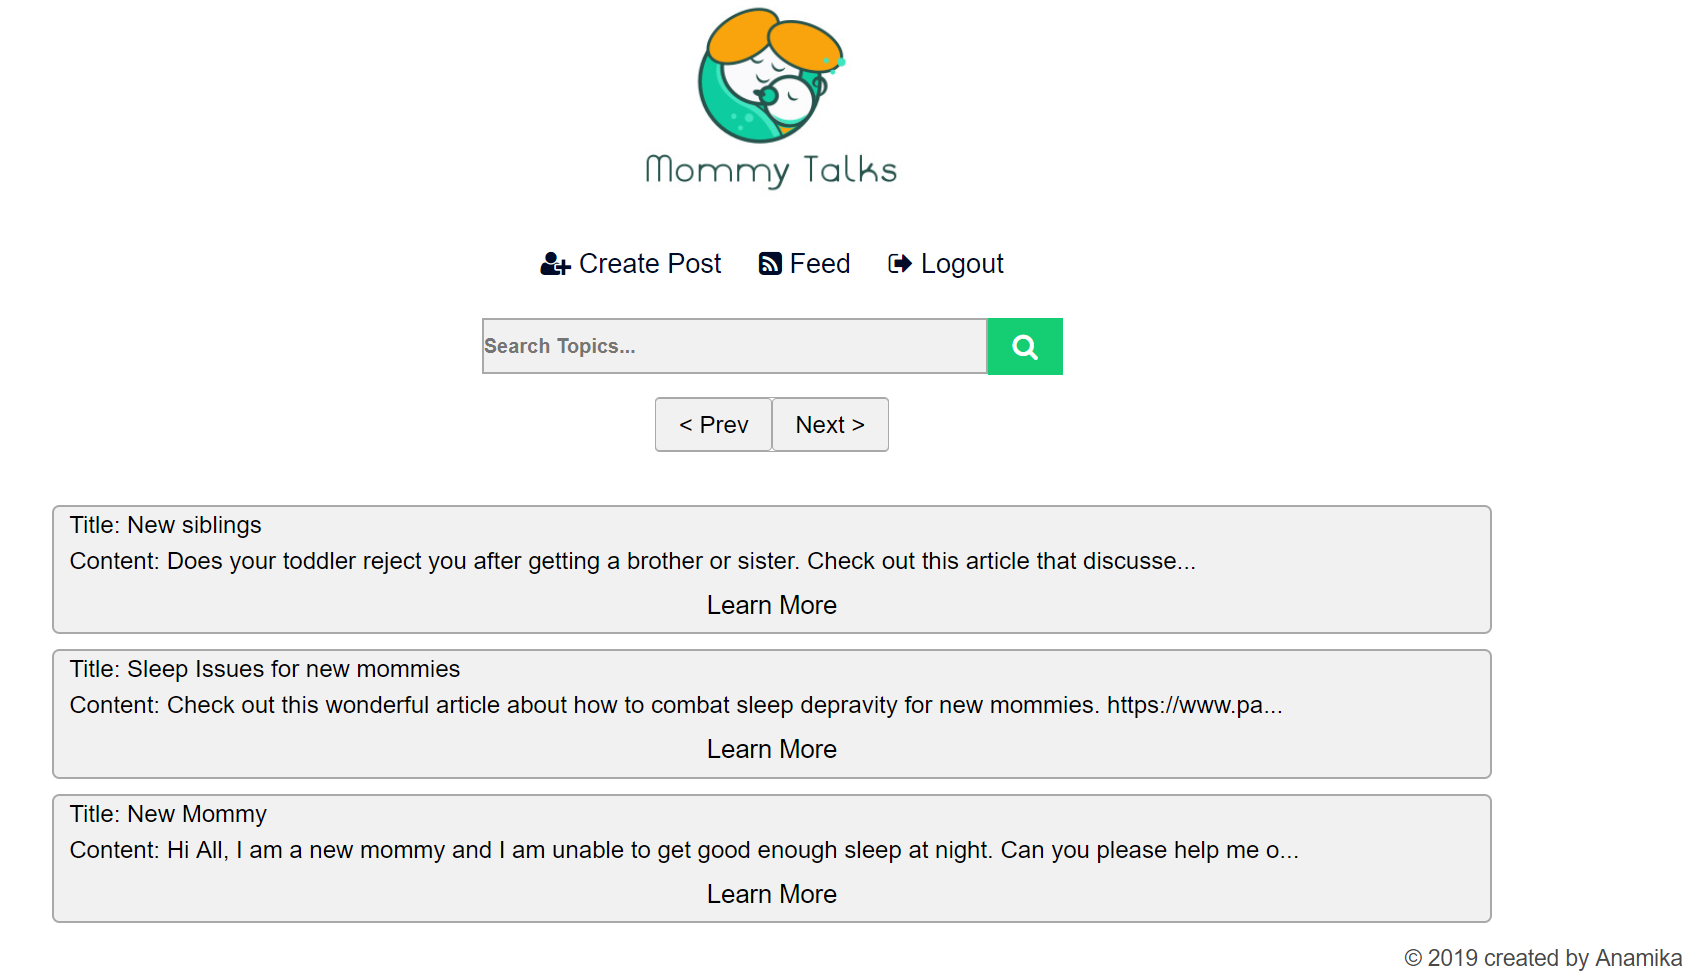 Mommy Talks
Create Post Feed Logout
Search Topics...
< Prev Next >
Title: New siblings
Content: Does your toddler reject you after getting a brother or sister. Check out this article that discusse...
Learn More
Title: Sleep Issues for new mommies
Content: Check out this wonderful article about how to combat sleep depravity for new mommies. https://www.pa...
Learn More
Title: New Mommy
Content: Hi All, I am a new mommy and I am unable to get good enough sleep at night. Can you please help me o...
Learn More
© 2019 created by Anamika